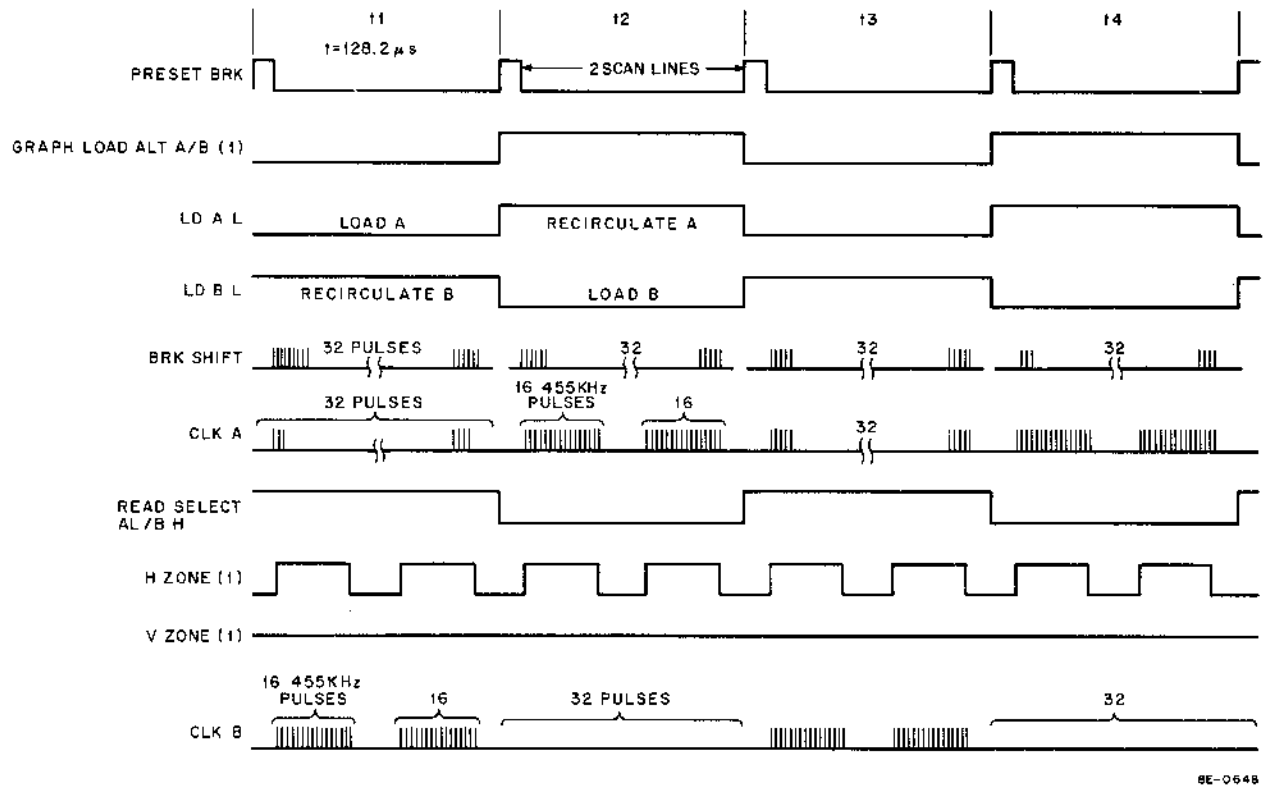 t1 t2 t3 t4
t=128.2μs
PRESET BRK
2 SCAN LINES
GRAPH LOAD ALT A/B (1)
LD A L
LOAD A
RECIRCULATE A
LD B L
RECIRCULATE B
LOAD B
BRK SHIFT
32 PULSES
32
32
32
CLK A
32 PULSES
16 455KHz
PULSES
16
32
READ SELECT
AL/B H
H ZONE (1)
V ZONE (1)
16 455KHz
PULSES
16
32 PULSES
32
CLK B
8E-0648